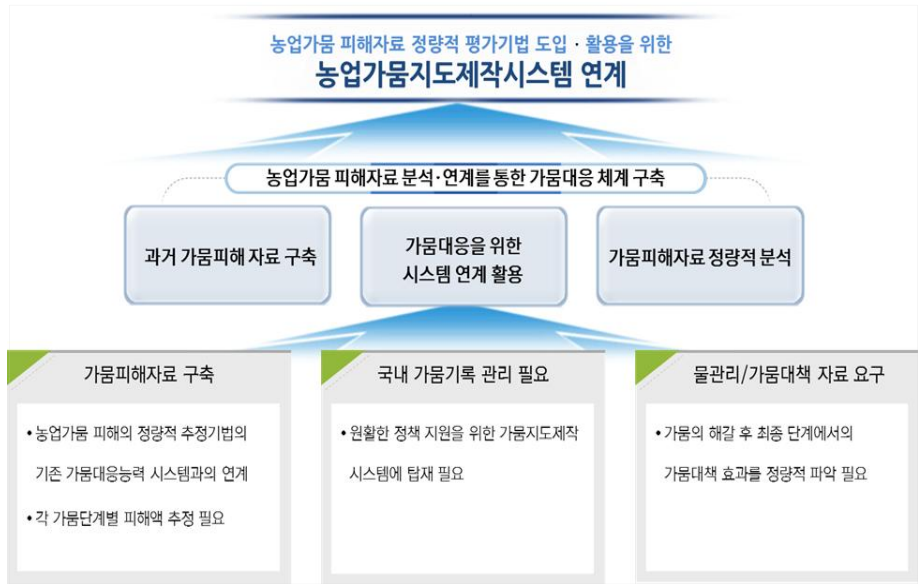 농업가뭄 피해자료 정량적 평가기법 도입 · 활용을 위한
농업가뭄지도제작시스템 연계
농업가뭄 피해자료 분석·연계를 통한 가뭄대응 체계 구축
과거 가뭄피해 자료 구축
가뭄대응을 위한
시스템 연계 활용
가뭄피해자료 정량적 분석
가뭄피해자료 구축
• 농업가뭄 피해의 정량적 추정기법의
기존 가뭄대응능력 시스템과의 연계
• 각 가뭄단계별 피해액 추정 필요
국내 가뭄기록 관리 필요
• 원활한 정책 지원을 위한 가뭄지도제작
시스템에 탑재 필요
물관리/가뭄대책 자료 요구
• 가뭄의 해갈 후 최종 단계에서의
가뭄대책 효과를 정량적 파악 필요